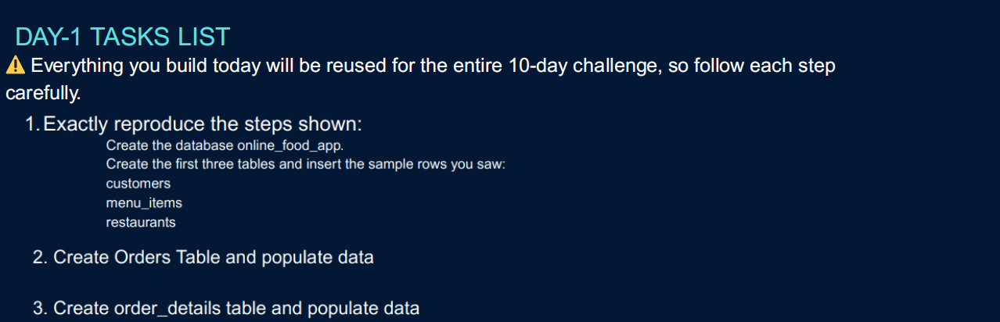 DAY-1 TASKS LIST
⚠️ Everything you build today will be reused for the entire 10-day challenge, so follow each step
carefully.
1. Exactly reproduce the steps shown:
Create the database online_food_app.
Create the first three tables and insert the sample rows you saw:
customers
menu_items
restaurants
2. Create Orders Table and populate data
3. Create order_details table and populate data